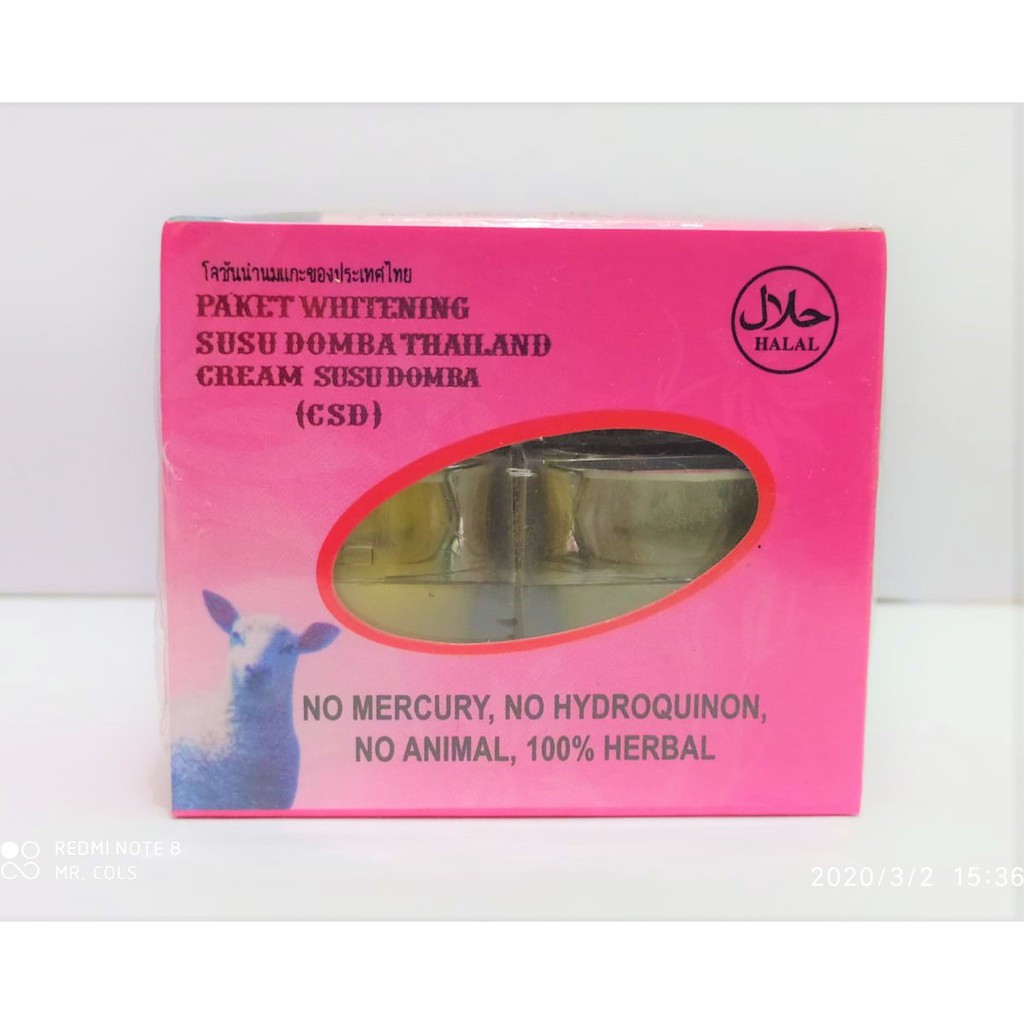 โลชันน้ำนมแกะของประเทศไทย
PAKET WHITENING
SUSU DOMBA THAILAND
CREAM SUSU DOMBA
(CSD)
حلال
HALAL
NO MERCURY, NO HYDROQUINON,
NO ANIMAL, 100% HERBAL
REDMI NOTE 8
MR. COLS
2020/3/2 15:36